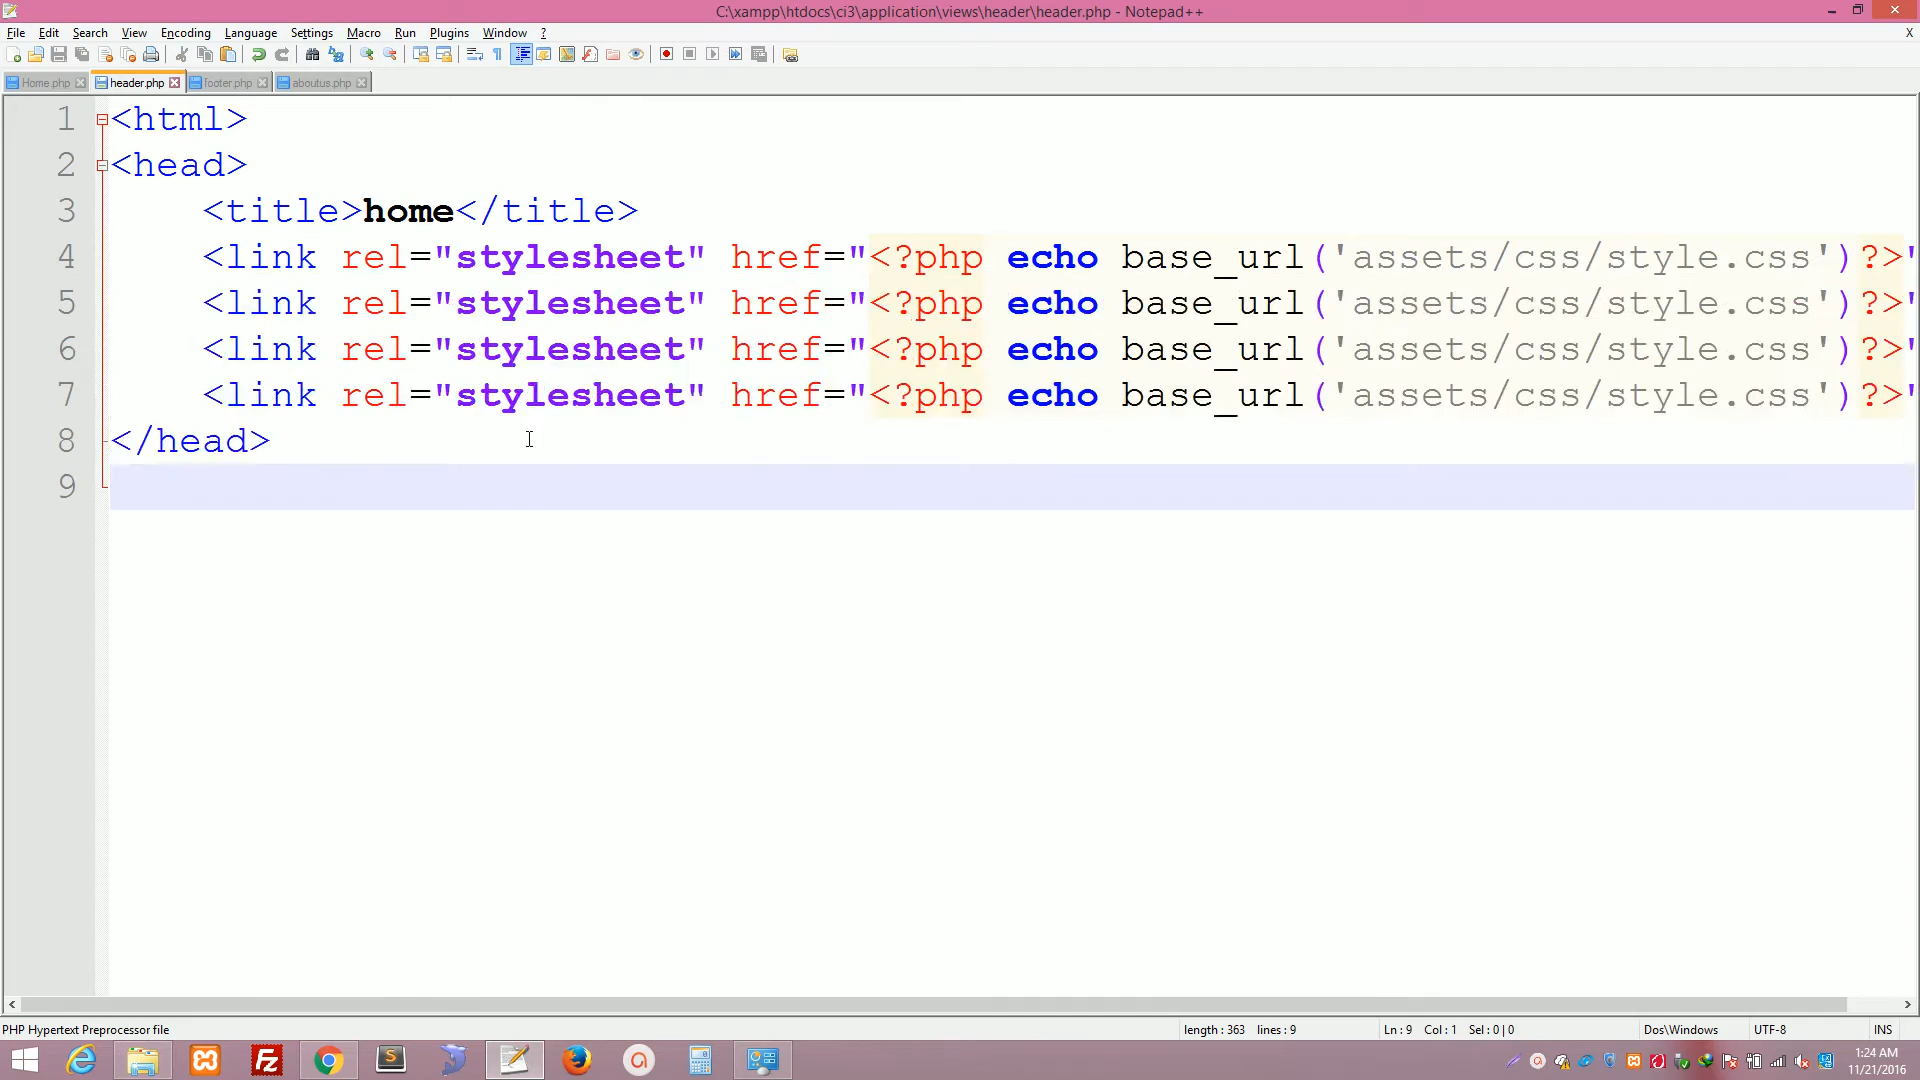 C:\xampp\htdocs\ci3\application\views\header\header.php - Notepad++
File Edit Search View Encoding Language Settings Macro Run Plugins Window ? X
Home.php header.php footer.php aboutus.php
1 <html>
2 <head>
3 <title>home</title>
4 <link rel="stylesheet" href="<?php echo base_url('assets/css/style.css')?>"
5 <link rel="stylesheet" href="<?php echo base_url('assets/css/style.css')?>"
6 <link rel="stylesheet" href="<?php echo base_url('assets/css/style.css')?>"
7 <link rel="stylesheet" href="<?php echo base_url('assets/css/style.css')?>"
8 </head>
9
PHP Hypertext Preprocessor file length : 363 lines : 9 Ln : 9 Col : 1 Sel : 0 | 0 Dos\Windows UTF-8 INS
1:24 AM
11/21/2016